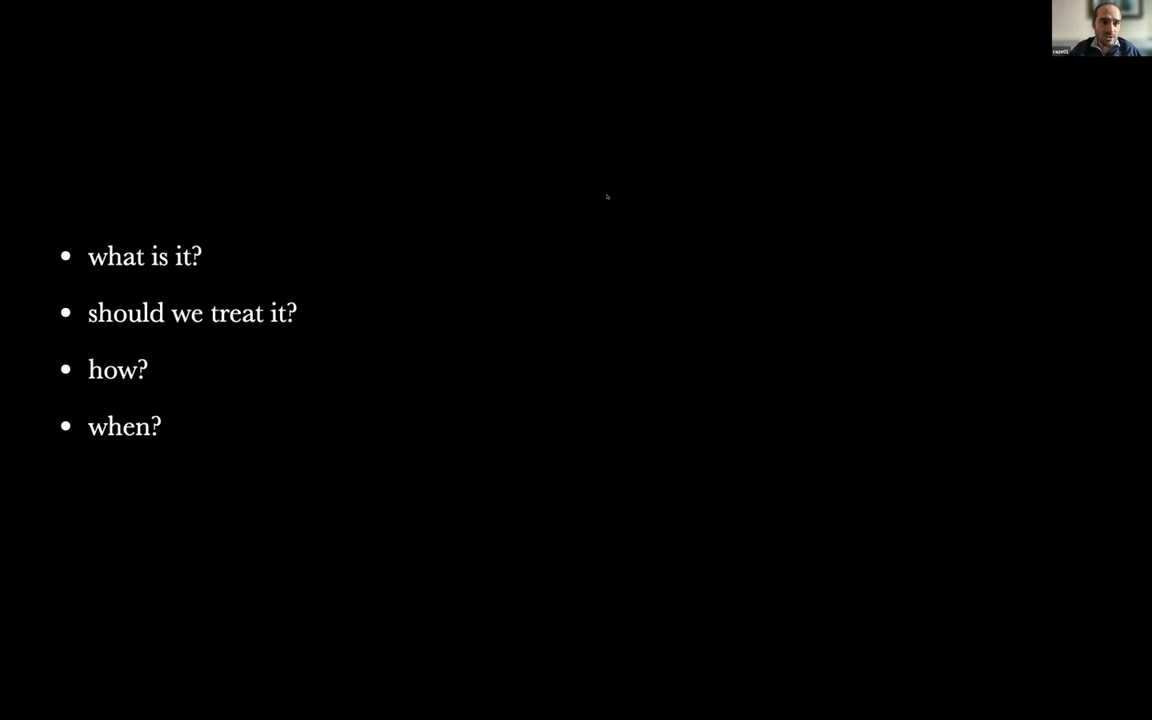 what is it?
should we treat it?
how?
when?